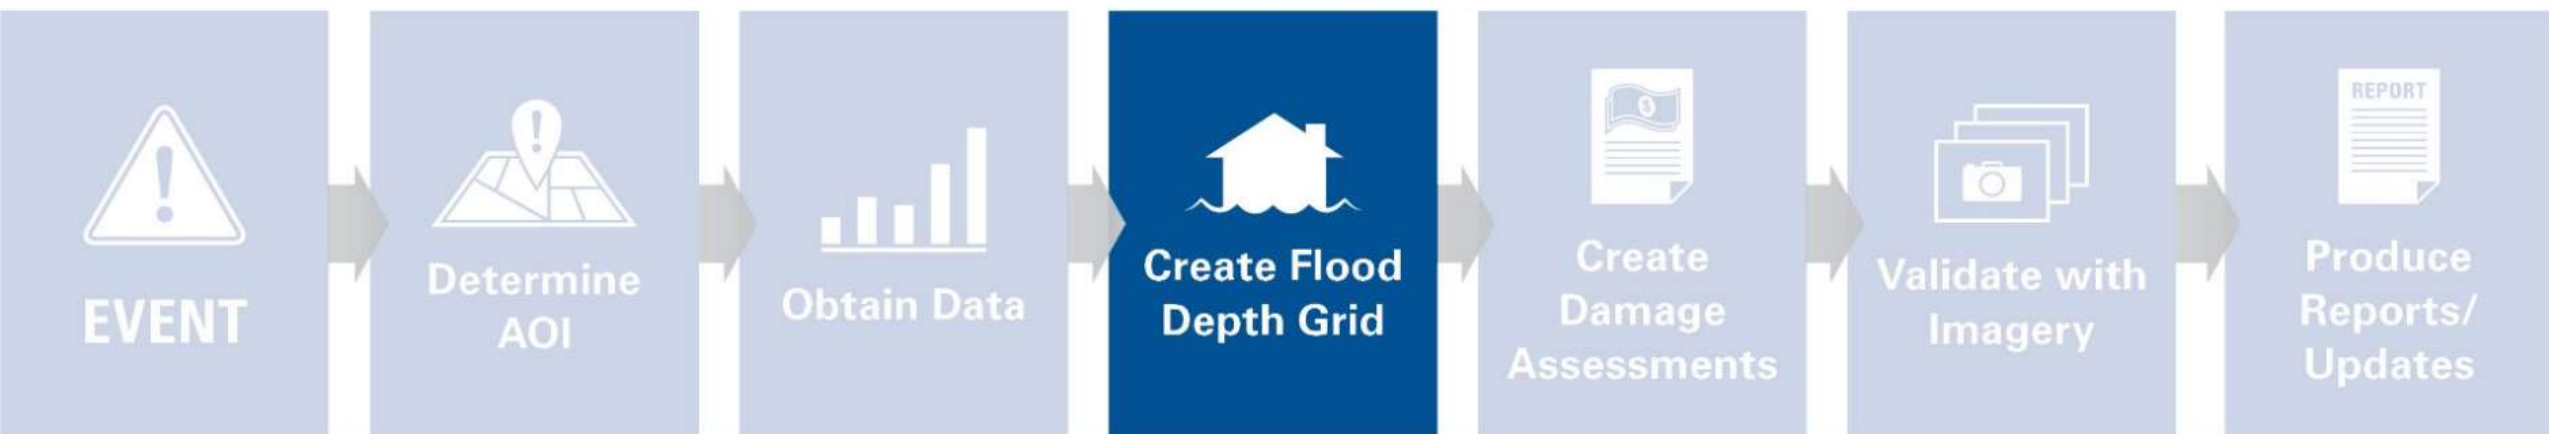 EVENT
Determine
AOI
Obtain Data
Create Flood
Depth Grid
$
Create
Damage
Assessments
Validate with
Imagery
REPORT
Produce
Reports/
Updates